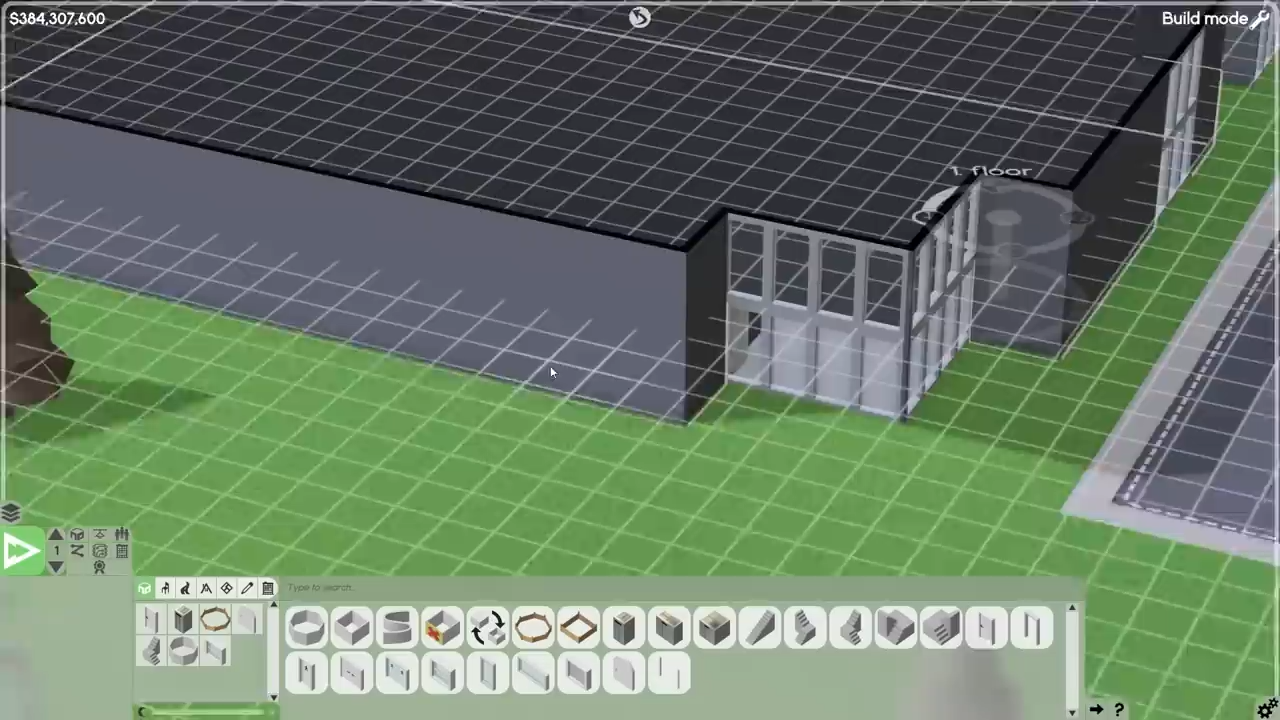 $384,307,600
Build mode
1. floor
1
Type to search...
?